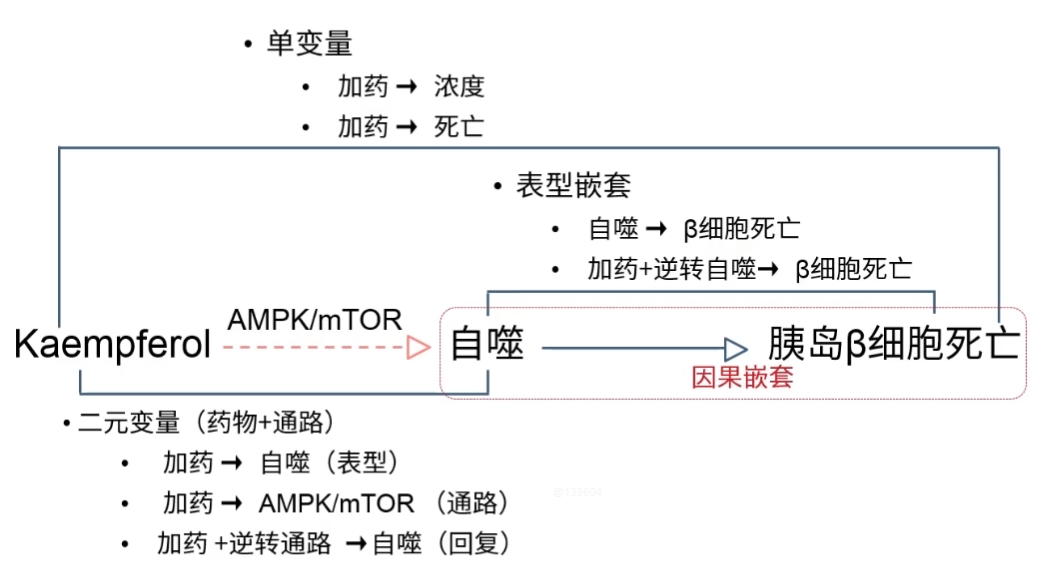 • 单变量
• 加药 → 浓度
• 加药 → 死亡
• 表型嵌套
• 自噬 → β细胞死亡
• 加药+逆转自噬→ β细胞死亡
AMPK/mTOR
Kaempferol 自噬 胰岛β细胞死亡
因果嵌套
• 二元变量（药物+通路）
• 加药 → 自噬（表型）
• 加药 → AMPK/mTOR （通路）
• 加药 +逆转通路 →自噬（回复）